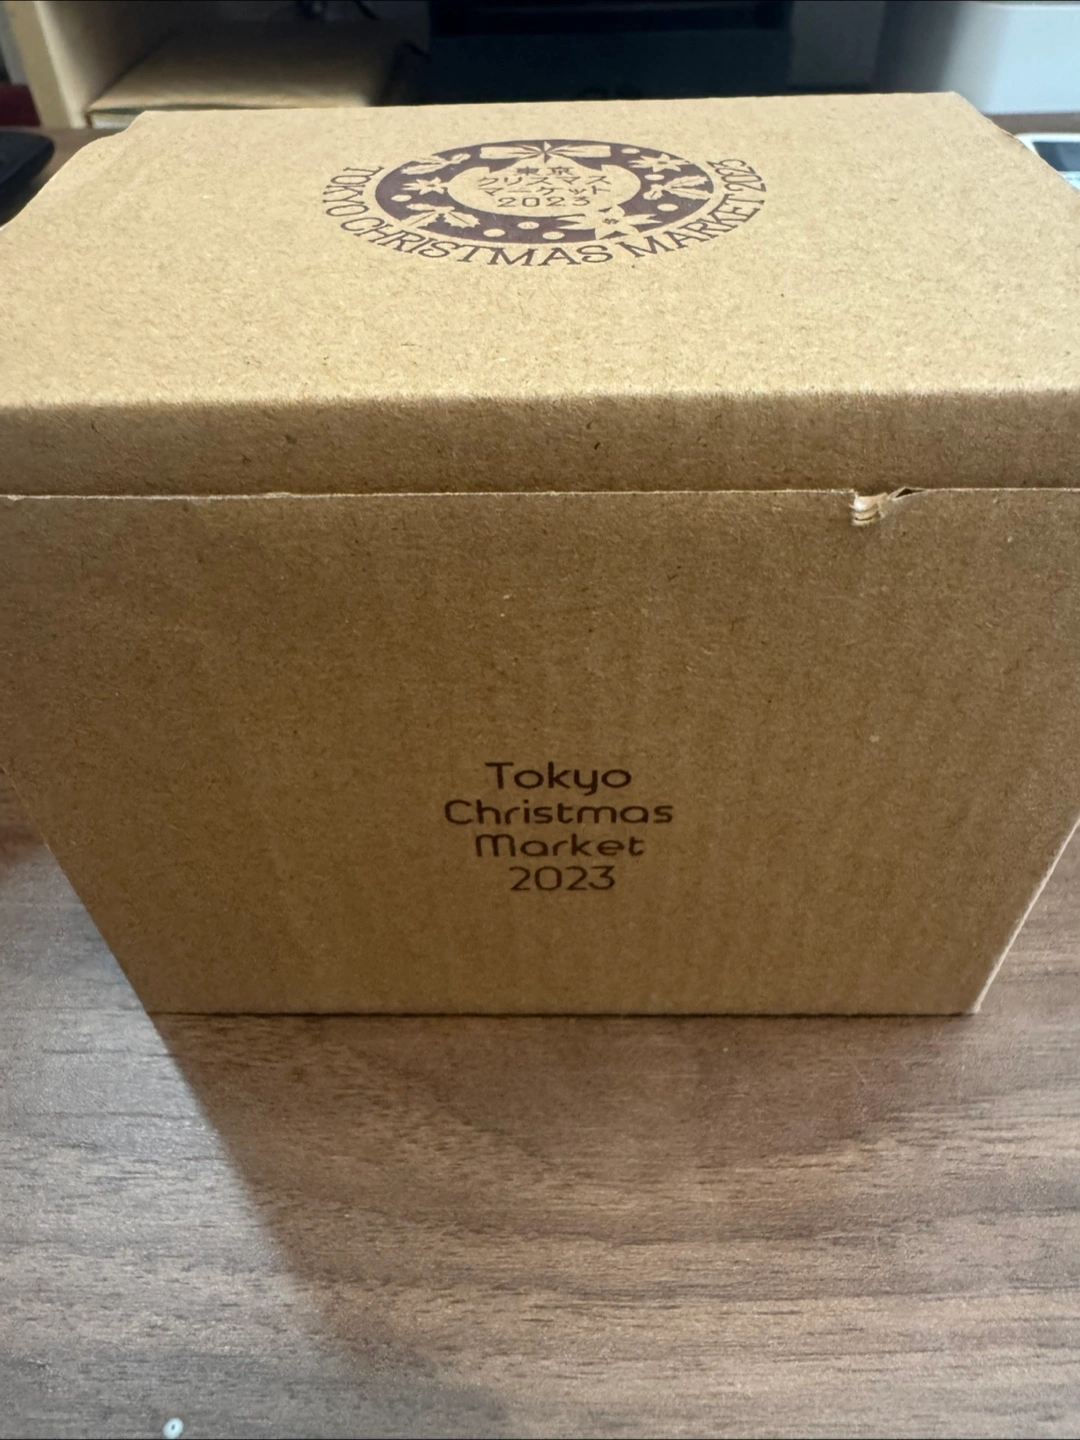 東京
クリスマス
マーケット
2023
TOKYO CHRISTMAS MARKET 2023
Tokyo
Christmas
Market
2023